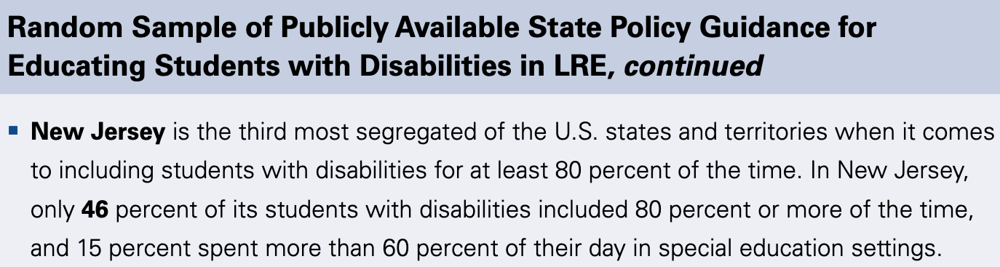 Random Sample of Publicly Available State Policy Guidance for
Educating Students with Disabilities in LRE, continued
▪ New Jersey is the third most segregated of the U.S. states and territories when it comes
to including students with disabilities for at least 80 percent of the time. In New Jersey,
only 46 percent of its students with disabilities included 80 percent or more of the time,
and 15 percent spent more than 60 percent of their day in special education settings.